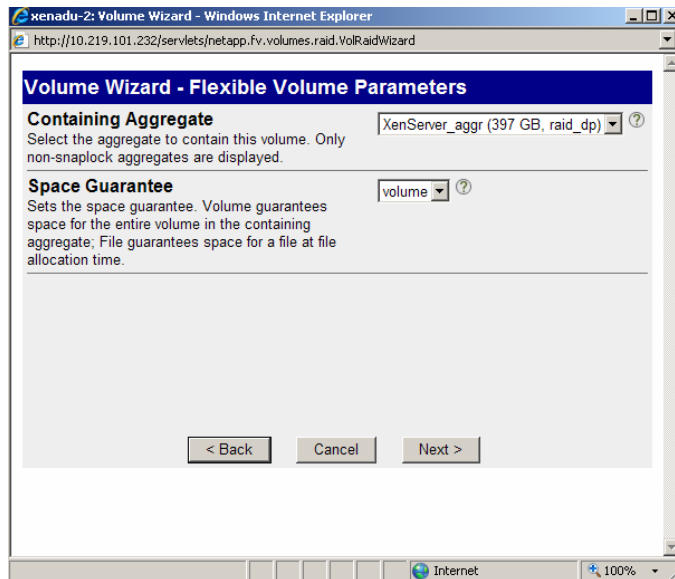 xenadu-2: Volume Wizard - Windows Internet Explorer
http://10.219.101.232/servlets/netapp.fv.volumes.raid.VolRaidWizard
Volume Wizard - Flexible Volume Parameters
Containing Aggregate
Select the aggregate to contain this volume. Only
non-snaplock aggregates are displayed.
XenServer_aggr (397 GB, raid_dp)
?
Space Guarantee
Sets the space guarantee. Volume guarantees
space for the entire volume in the containing
aggregate; File guarantees space for a file at file
allocation time.
volume
?
< Back
Cancel
Next >
Internet
100%